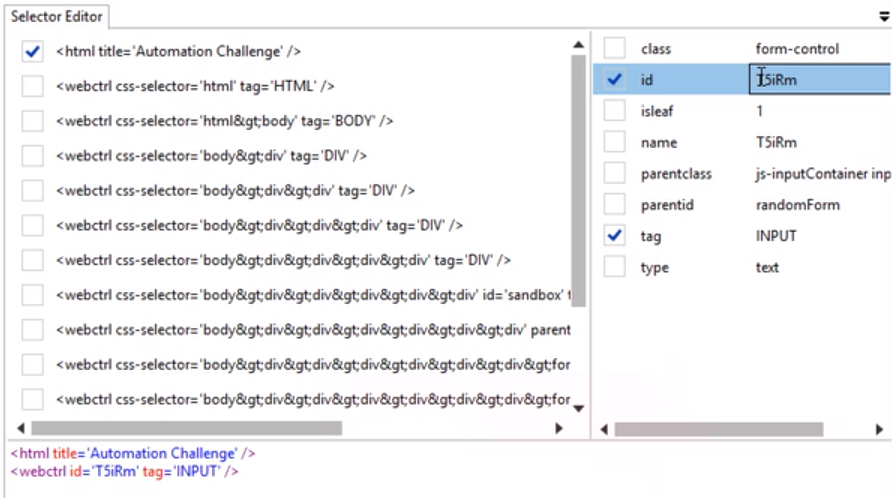 Selector Editor
<html title='Automation Challenge' />
<webctrl css-selector='html' tag='HTML' />
<webctrl css-selector='html&gt;body' tag='BODY' />
<webctrl css-selector='body&gt;div' tag='DIV' />
<webctrl css-selector='body&gt;div&gt;div' tag='DIV' />
<webctrl css-selector='body&gt;div&gt;div&gt;div' tag='DIV' />
<webctrl css-selector='body&gt;div&gt;div&gt;div&gt;div' tag='DIV' />
<webctrl css-selector='body&gt;div&gt;div&gt;div&gt;div&gt;div' id='sandbox'
<webctrl css-selector='body&gt;div&gt;div&gt;div&gt;div&gt;div&gt;div' parent
<webctrl css-selector='body&gt;div&gt;div&gt;div&gt;div&gt;div&gt;div&gt;for
<webctrl css-selector='body&gt;div&gt;div&gt;div&gt;div&gt;div&gt;div&gt;for
class form-control
id T5iRm
isleaf 1
name T5iRm
parentclass js-inputContainer inp
parentid randomForm
tag INPUT
type text
<html title='Automation Challenge' />
<webctrl id='T5iRm' tag='INPUT' />